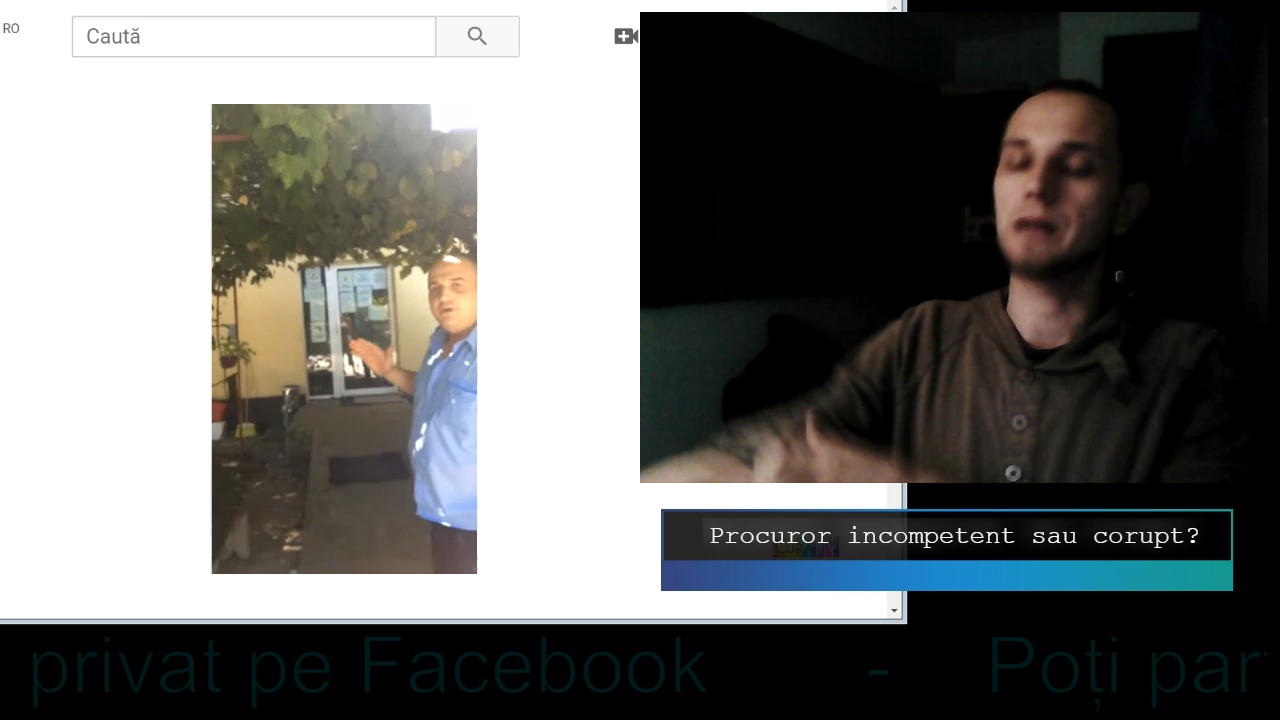 RO
Caută
Procuror incompetent sau corupt?
privat pe Facebook - Poți par